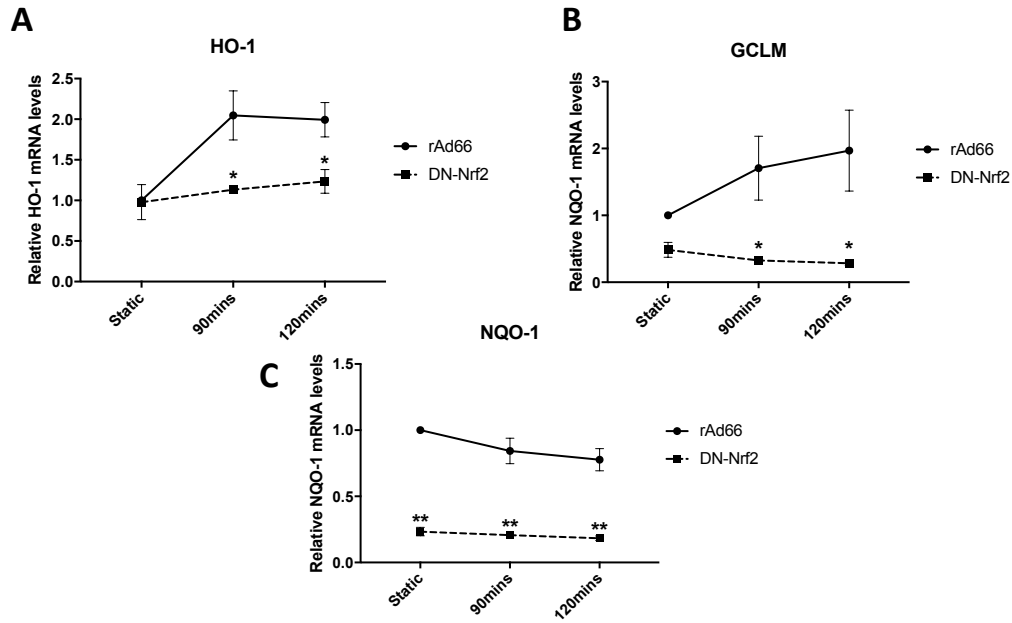 A
HO-1
Relative HO-1 mRNA levels
2.5
2.0
1.5
1.0
0.5
0.0
*
*
Static
90mins
120mins
rAd66
DN-Nrf2
B
GCLM
Relative NQO-1 mRNA levels
3
2
1
0
*
*
Static
90mins
120mins
rAd66
DN-Nrf2
C
NQO-1
Relative NQO-1 mRNA levels
1.5
1.0
0.5
0.0
**
**
**
Static
90mins
120mins
rAd66
DN-Nrf2